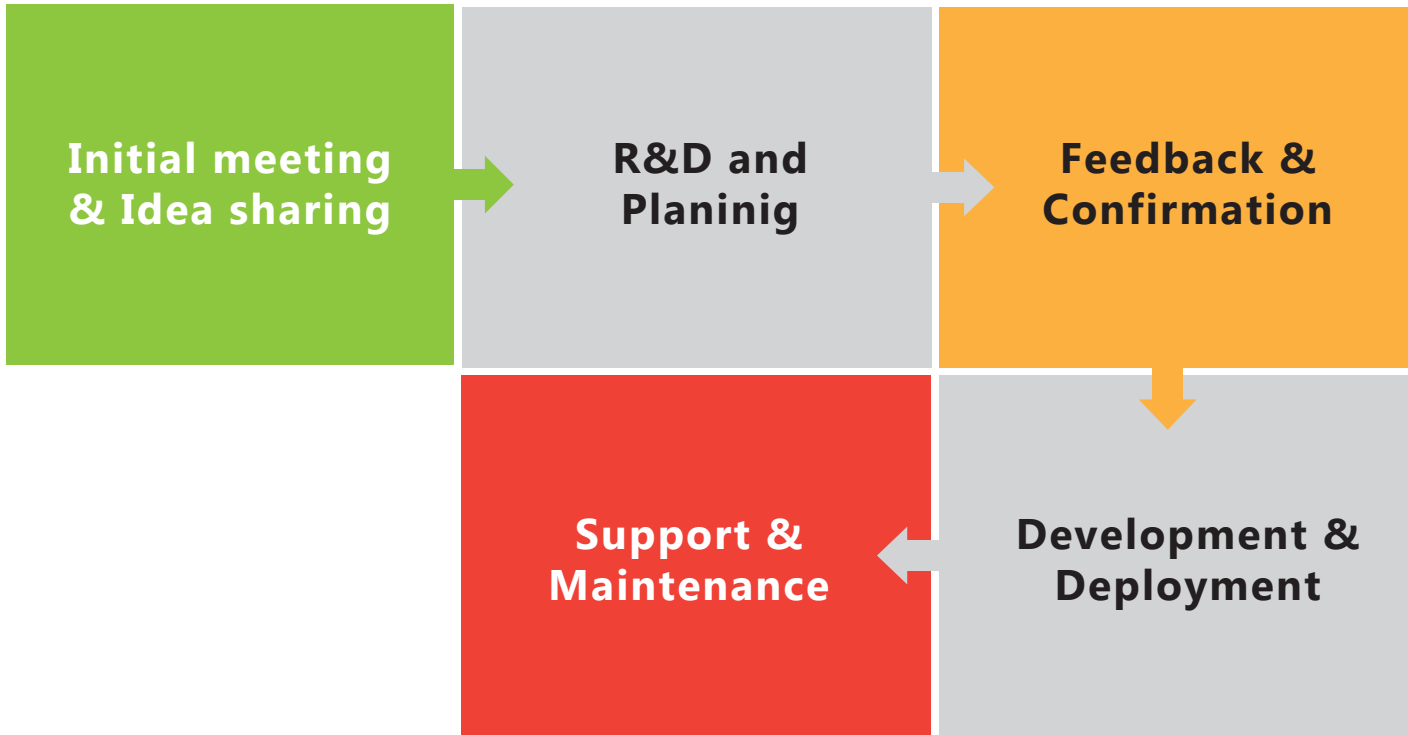 Initial meeting
& Idea sharing
R&D and
Planinig
Feedback &
Confirmation
Development &
Deployment
Support &
Maintenance